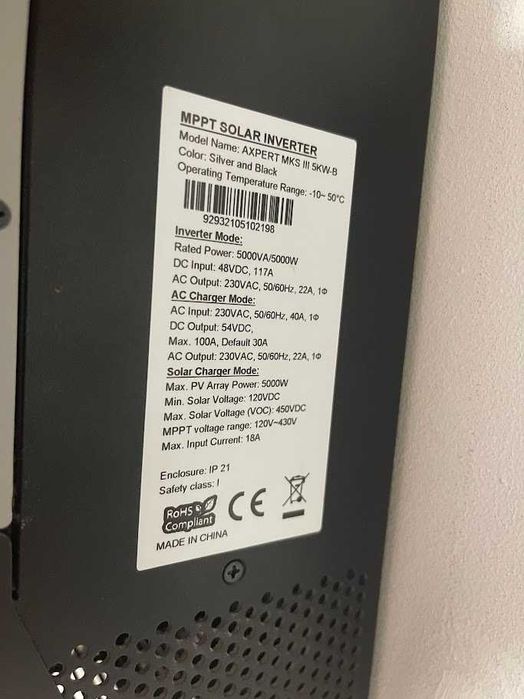 MPPT SOLAR INVERTER
Model Name: AXPERT MKS III 5KW-B
Color: Silver and Black
Operating Temperature Range: -10~ 50°C
92932105102198
Inverter Mode:
Rated Power: 5000VA/5000W
DC Input: 48VDC, 117A
AC Output: 230VAC, 50/60Hz, 22A, 1Φ
AC Charger Mode:
AC Input: 230VAC, 50/60Hz, 40A, 1Φ
DC Output: 54VDC,
Max. 100A, Default 30A
AC Output: 230VAC, 50/60Hz, 22A, 1Φ
Solar Charger Mode:
Max. PV Array Power: 5000W
Min. Solar Voltage: 120VDC
Max. Solar Voltage (VOC): 450VDC
MPPT voltage range: 120V~430V
Max. Input Current: 18A
Enclosure: IP 21
Safety class: I
RoHS
Compliant
CE
MADE IN CHINA